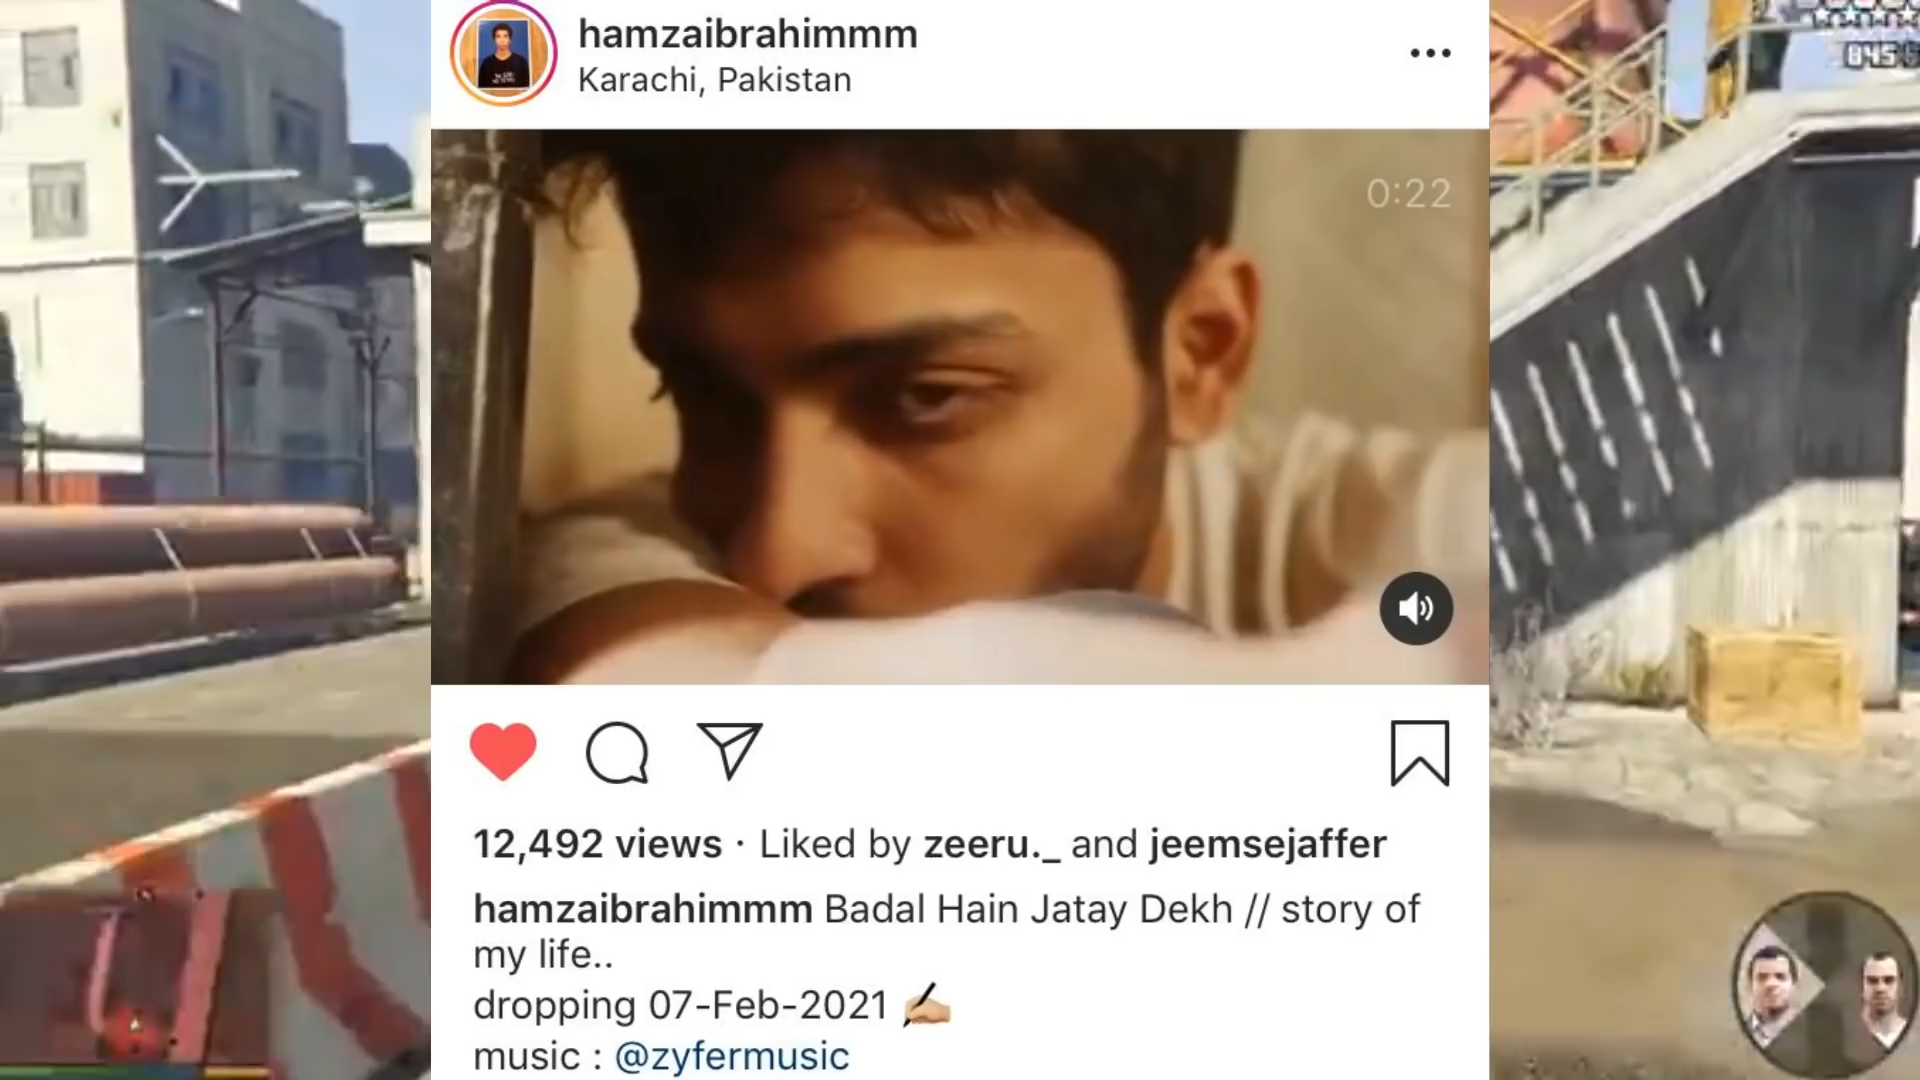 hamzaibrahimmm
Karachi, Pakistan
0:22
12,492 views · Liked by zeeru._ and jeemsejaffer
hamzaibrahimmm Badal Hain Jatay Dekh // story of
my life..
dropping 07-Feb-2021 ✍🏼
music : @zyfermusic